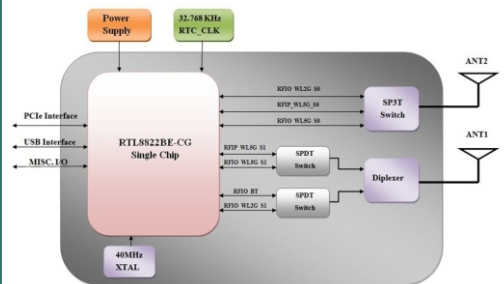 Power
Supply
32.768 KHz
RTC_CLK
ANT2
RFIO_WL2G_S0
RFIP_WL5G_S0
RFIO_WL5G_S0
SP3T
Switch
PCIe Interface
USB Interface
MISC. I/O
RTL8822BE-CG
Single Chip
ANT1
RFIP_WL5G_S1
RFIO_WL5G_S1
SPDT
Switch
Diplexer
RFIO_BT
RFIO_WL2G_S1
SPDT
Switch
40MHz
XTAL